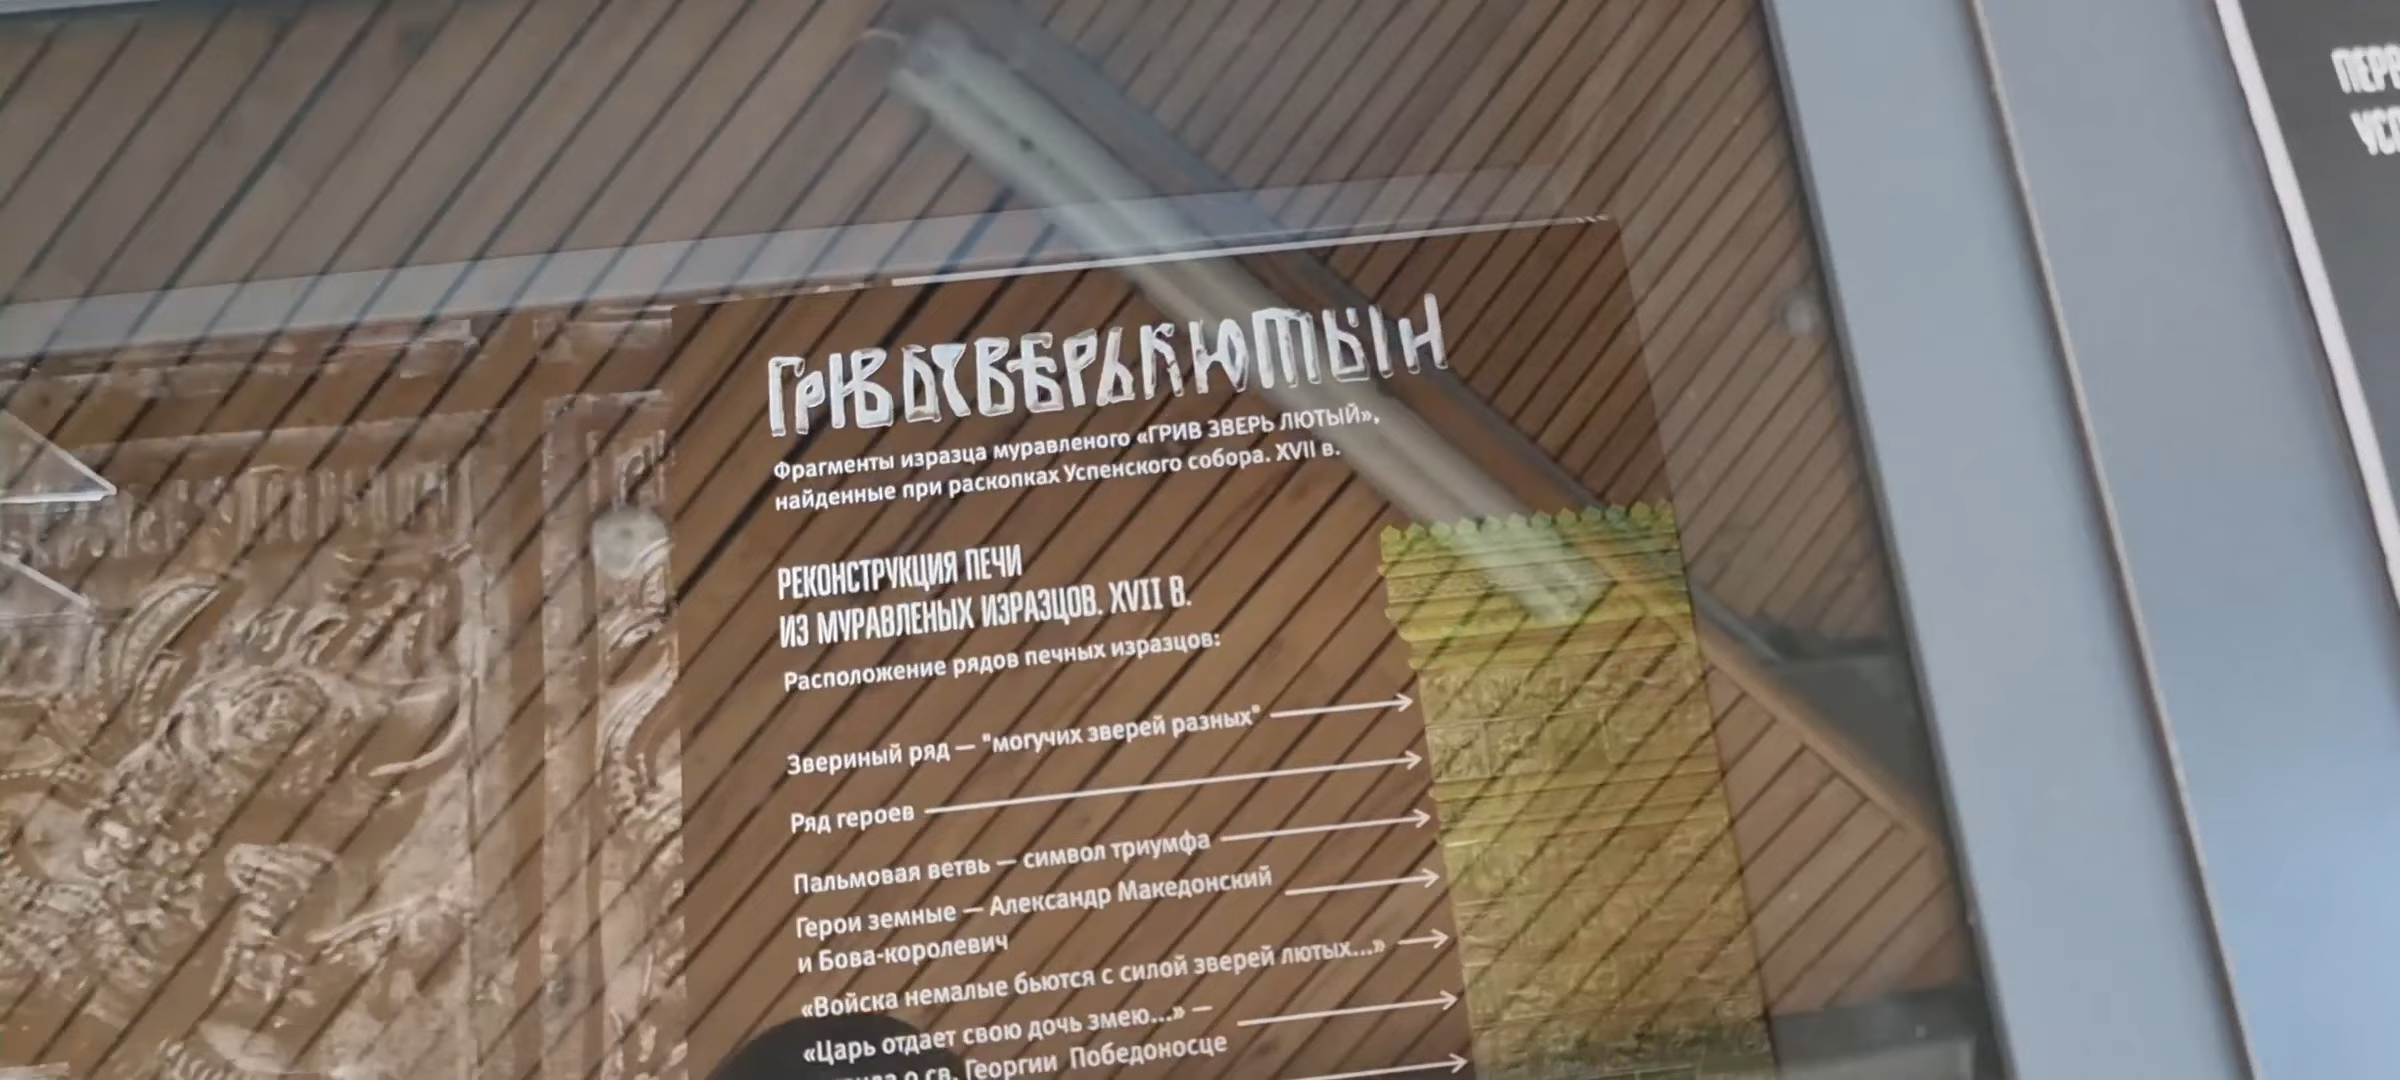 Фрагменты изразца муравленого «ГРИВ ЗВЕРЬ ЛЮТЫЙ»,
найденные при раскопках Успенского собора. XVII в.
РЕКОНСТРУКЦИЯ ПЕЧИ
ИЗ МУРАВЛЕНЫХ ИЗРАЗЦОВ. XVII В.
Расположение рядов печных изразцов:
Звериный ряд — "могучих зверей разных"
Ряд героев
Пальмовая ветвь — символ триумфа
Герои земные — Александр Македонский
и Бова-королевич
«Войска немалые бьются с силой зверей лютых...»
«Царь отдает свою дочь змею...» —
о св. Георгии Победоносце